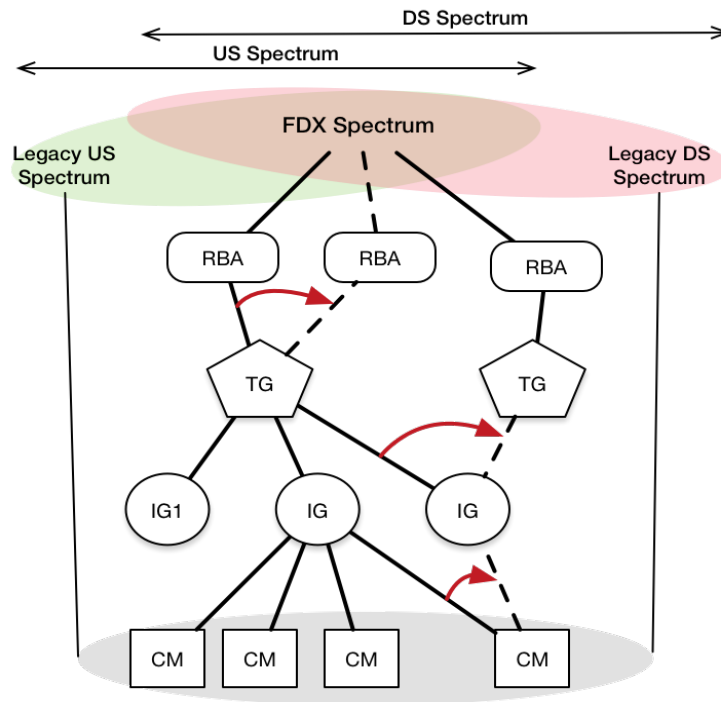 DS Spectrum
US Spectrum
FDX Spectrum
Legacy US
Spectrum
Legacy DS
Spectrum
RBA
RBA
RBA
TG
TG
IG1
IG
IG
CM
CM
CM
CM